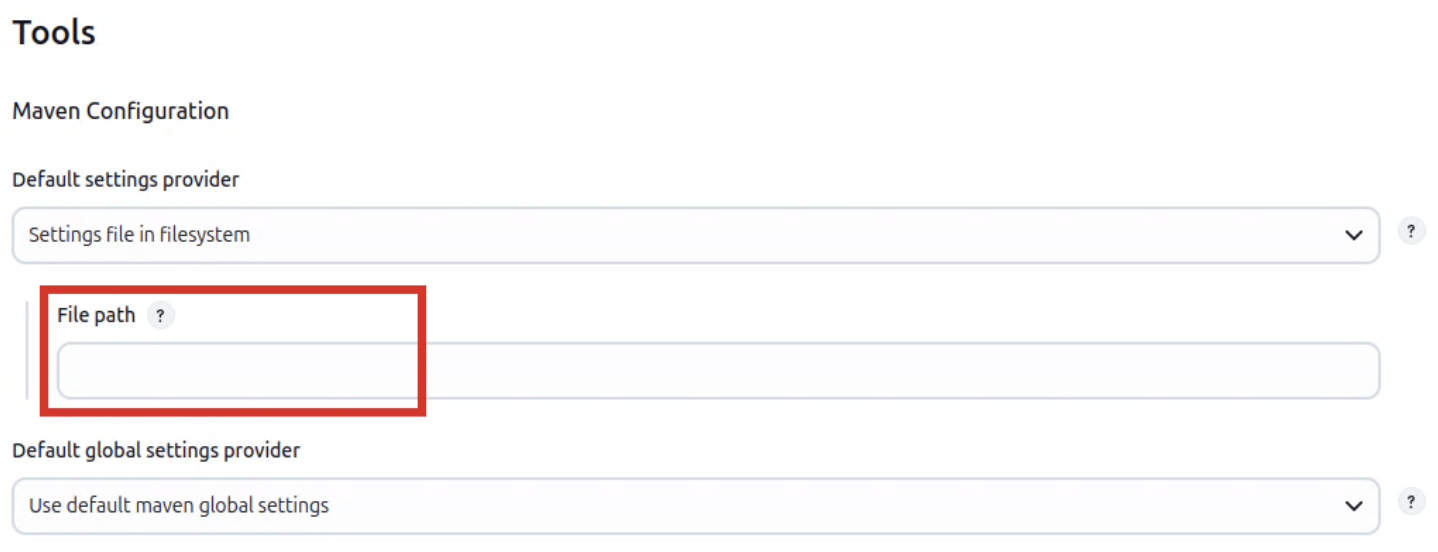 Tools
Maven Configuration
Default settings provider
Settings file in filesystem
?
File path ?
Default global settings provider
Use default maven global settings
?